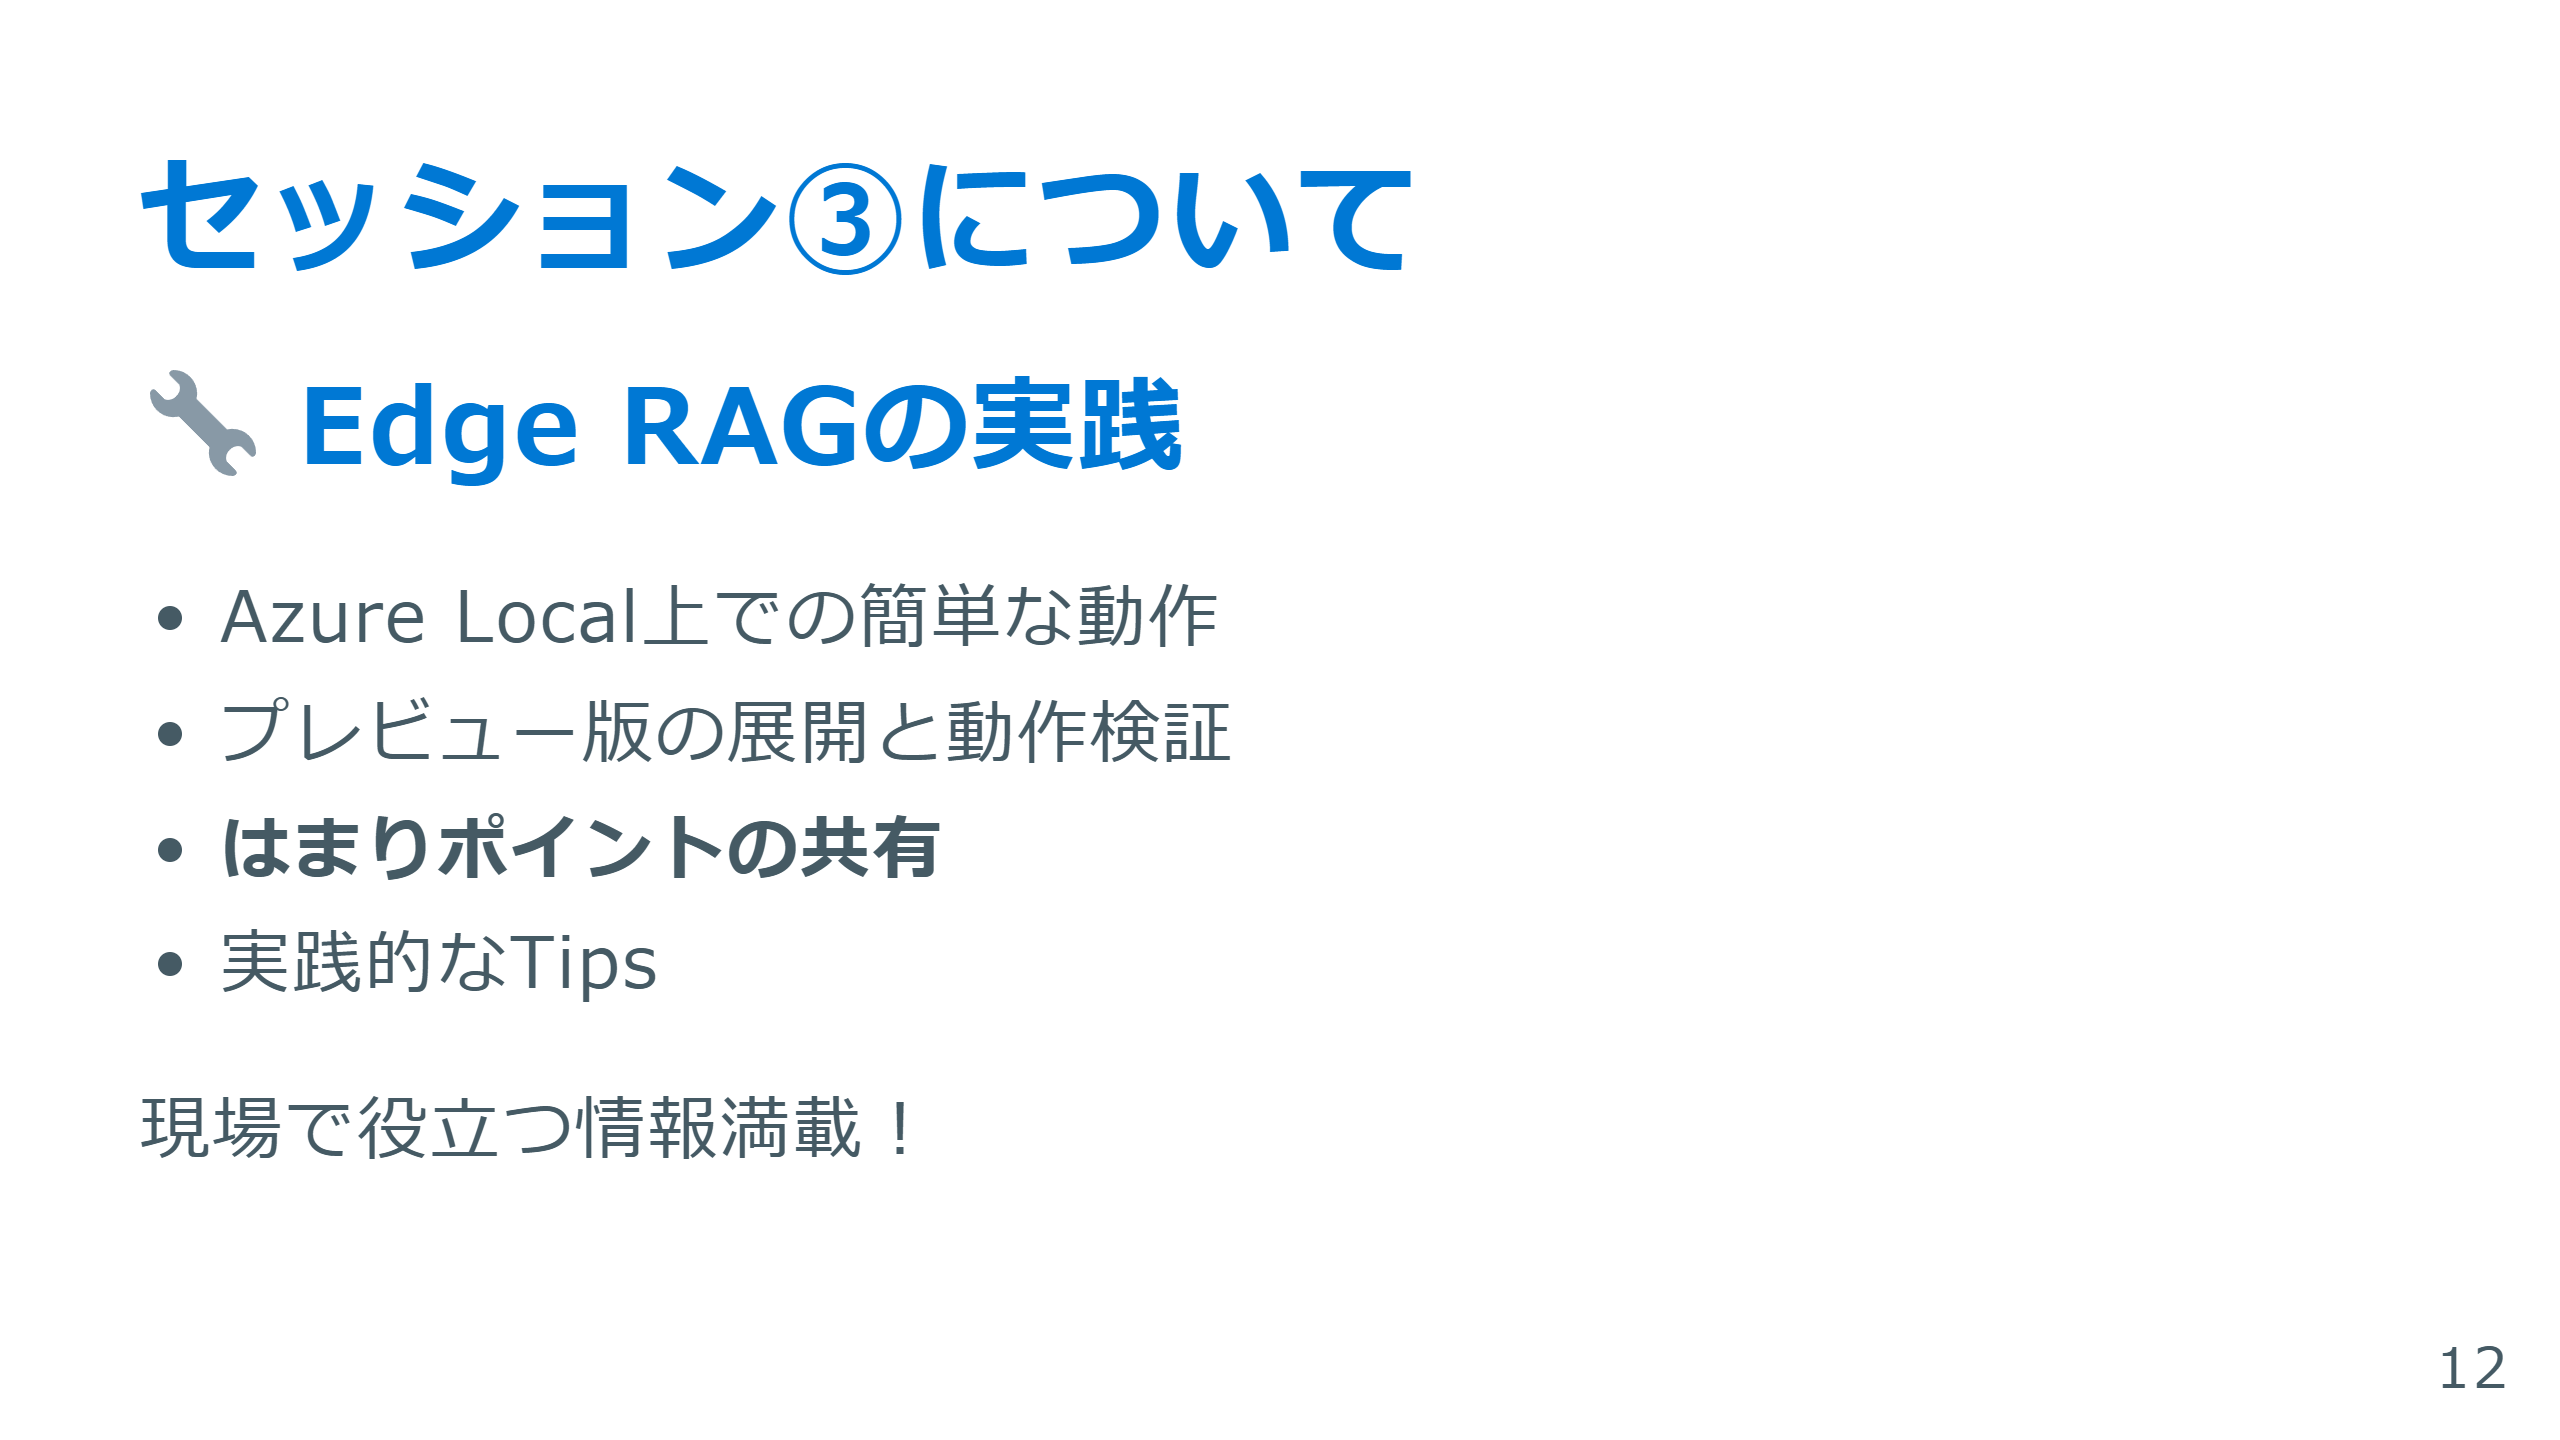 セッション③について
Edge RAGの実践
• Azure Local上での簡単な動作
• プレビュー版の展開と動作検証
• はまりポイントの共有
• 実践的なTips
現場で役立つ情報満載！
12